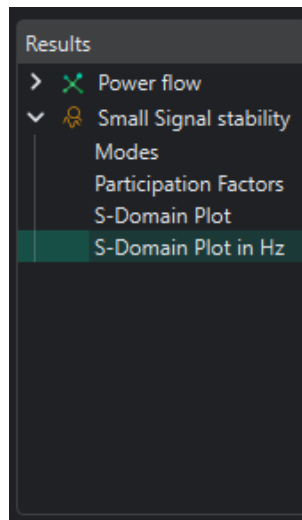 Results
Power flow
Small Signal stability
Modes
Participation Factors
S-Domain Plot
S-Domain Plot in Hz